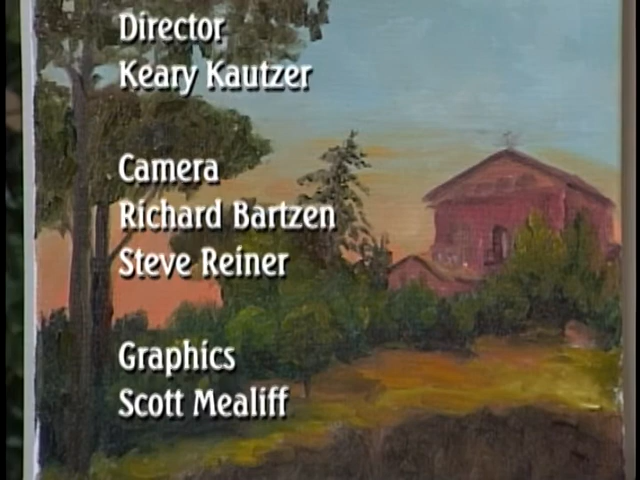 Director
Keary Kautzer
Camera
Richard Bartzen
Steve Reiner
Graphics
Scott Mealiff